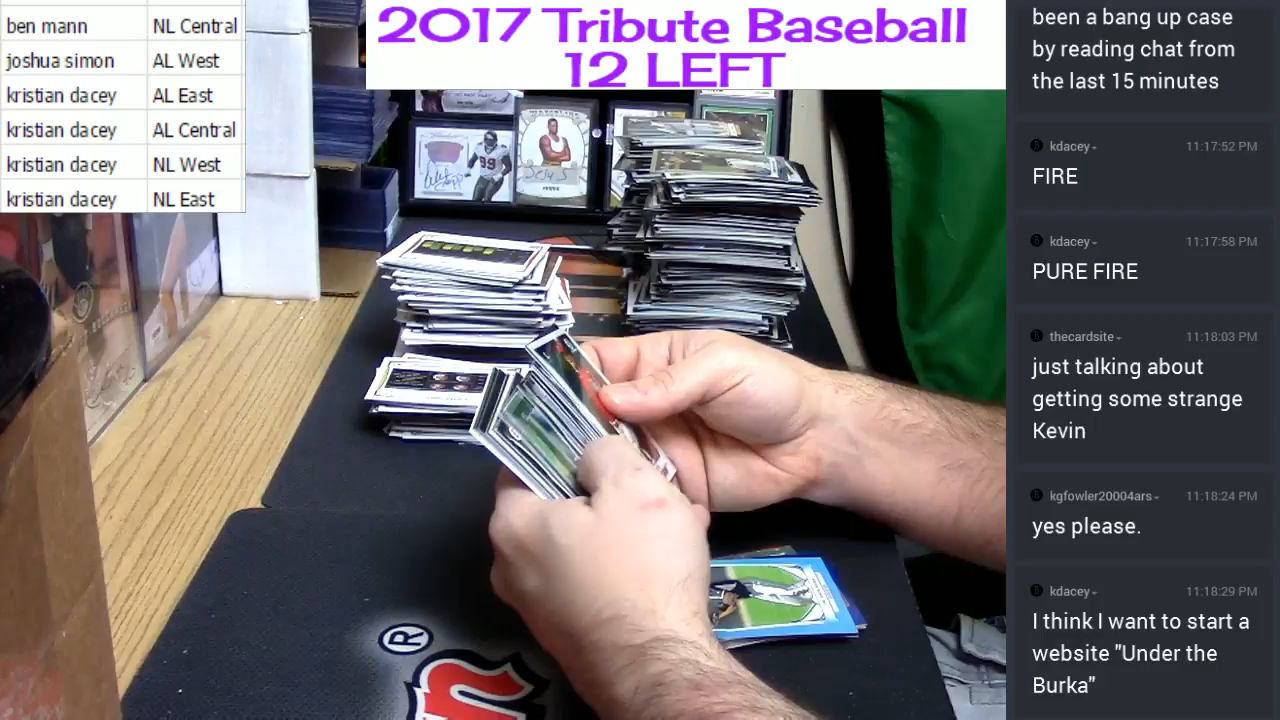 ben mann NL Central
joshua simon AL West
kristian dacey AL East
kristian dacey AL Central
kristian dacey NL West
kristian dacey NL East
2017 Tribute Baseball
12 LEFT
been a bang up case
by reading chat from
the last 15 minutes
kdacey 11:17:52 PM
FIRE
kdacey 11:17:58 PM
PURE FIRE
thecardsite 11:18:03 PM
just talking about
getting some strange
Kevin
kgfowler20004ars 11:18:24 PM
yes please.
kdacey 11:18:29 PM
I think I want to start a
website "Under the
Burka"
99
®